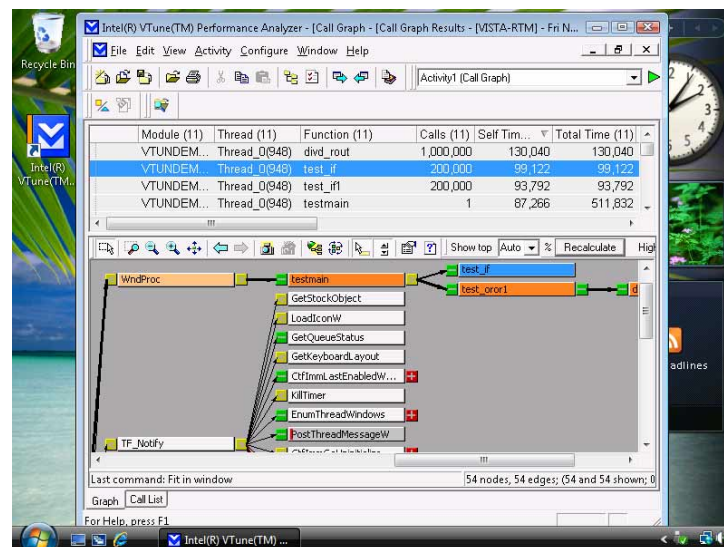 Intel(R) VTune(TM) Performance Analyzer - [Call Graph - [Call Graph Results - [VISTA-RTM] - Fri N...
File Edit View Activity Configure Window Help
Recycle Bin
Activity1 (Call Graph)
Intel(R)
VTune(TM...
Module (11) Thread (11) Function (11) Calls (11) Self Tim... Total Time (11)
VTUNDEM... Thread_0(948) divd_rout 1,000,000 130,040 130,040
VTUNDEM... Thread_0(948) test_if 200,000 99,122 99,122
VTUNDEM... Thread_0(948) test_if1 200,000 93,792 93,792
VTUNDEM... Thread_0(948) testmain 1 87,266 511,832
Show top Auto % Recalculate High
test_if
WndProc testmain
test_oror1 d
GetStockObject
LoadIconW
GetQueueStatus
GetKeyboardLayout
CtfImmLastEnabledW...
KillTimer
EnumThreadWindows
PostThreadMessageW
TF_Notify
adlines
Last command: Fit in window 54 nodes, 54 edges; (54 and 54 shown; 0
Graph Call List
For Help, press F1
Intel(R) VTune(TM) ...
2
3
4
5